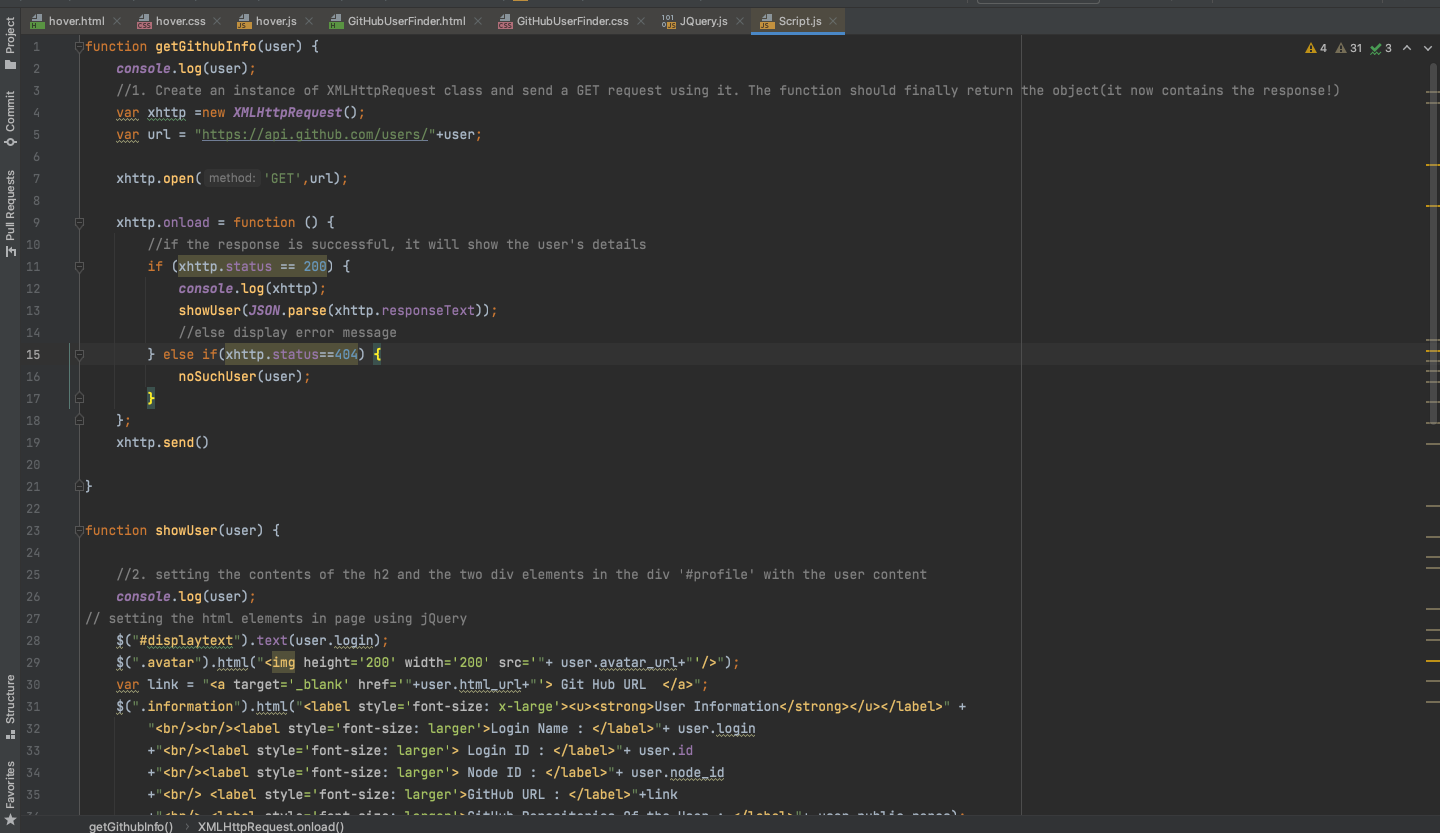 hover.html hover.css hover.js GitHubUserFinder.html GitHubUserFinder.css JQuery.js Script.js
Project
Commit
Pull Requests
Structure
Favorites
4 31 3
1 function getGithubInfo(user) {
2 console.log(user);
3 //1. Create an instance of XMLHttpRequest class and send a GET request using it. The function should finally return the object(it now contains the response!)
4 var xhttp =new XMLHttpRequest();
5 var url = "https://api.github.com/users/"+user;
6
7 xhttp.open( method: 'GET',url);
8
9 xhttp.onload = function () {
10 //if the response is successful, it will show the user's details
11 if (xhttp.status == 200) {
12 console.log(xhttp);
13 showUser(JSON.parse(xhttp.responseText));
14 //else display error message
15 } else if(xhttp.status==404) {
16 noSuchUser(user);
17 }
18 };
19 xhttp.send()
20
21 }
22
23 function showUser(user) {
24
25 //2. setting the contents of the h2 and the two div elements in the div '#profile' with the user content
26 console.log(user);
27 // setting the html elements in page using jQuery
28 $("#displaytext").text(user.login);
29 $(".avatar").html("<img height='200' width='200' src='"+ user.avatar_url+"'/>");
30 var link = "<a target='_blank' href='"+user.html_url+"'> Git Hub URL  </a>";
31 $(".information").html("<label style='font-size: x-large'><u><strong>User Information</strong></u></label>" +
32 "<br/><br/><label style='font-size: larger'>Login Name : </label>"+ user.login
33 +"<br/><label style='font-size: larger'> Login ID : </label>"+ user.id
34 +"<br/><label style='font-size: larger'> Node ID : </label>"+ user.node_id
35 +"<br/> <label style='font-size: larger'>GitHub URL : </label>"+link
getGithubInfo() XMLHttpRequest.onload()